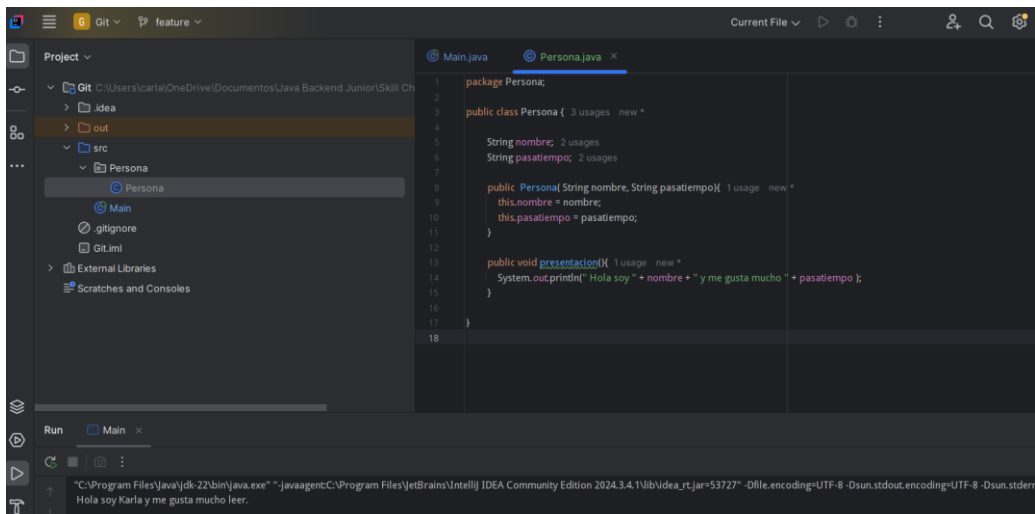 G Git feature Current File
Project
Main.java Persona.java
Git C:\Users\carla\OneDrive\Documentos\Java Backend Junior\Skill Ch
.idea
out
src
Persona
Persona
Main
.gitignore
Git.iml
External Libraries
Scratches and Consoles
1 package Persona;
2
3 public class Persona { 3 usages new *
4
5 String nombre; 2 usages
6 String pasatiempo; 2 usages
7
8 public Persona( String nombre, String pasatiempo){ 1 usage new *
9 this.nombre = nombre;
10 this.pasatiempo = pasatiempo;
11 }
12
13 public void presentacion(){ 1 usage new *
14 System.out.println(" Hola soy " + nombre + " y me gusta mucho " + pasatiempo );
15 }
16
17 }
18
Run Main
"C:\Program Files\Java\jdk-22\bin\java.exe" "-javaagent:C:\Program Files\JetBrains\IntelliJ IDEA Community Edition 2024.3.4.1\lib\idea_rt.jar=53727" -Dfile.encoding=UTF-8 -Dsun.stdout.encoding=UTF-8 -Dsun.stderr
Hola soy Karla y me gusta mucho leer.